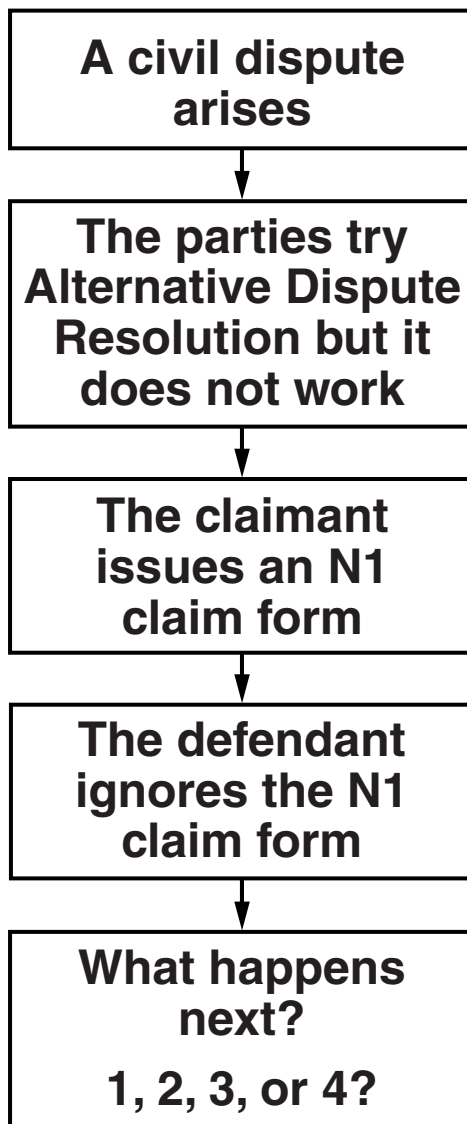 A civil dispute
arises
The parties try
Alternative Dispute
Resolution but it
does not work
The claimant
issues an N1
claim form
The defendant
ignores the N1
claim form
What happens
next?
1, 2, 3, or 4?